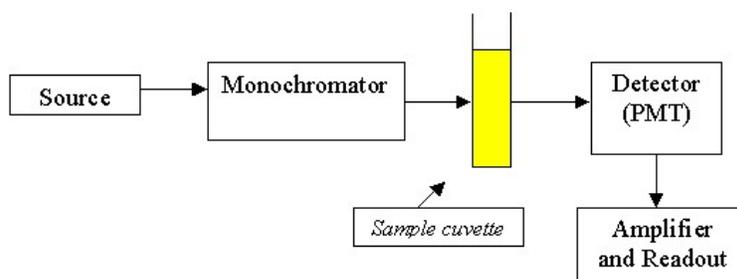 Source
Monochromator
Detector
(PMT)
Sample cuvette
Amplifier
and Readout